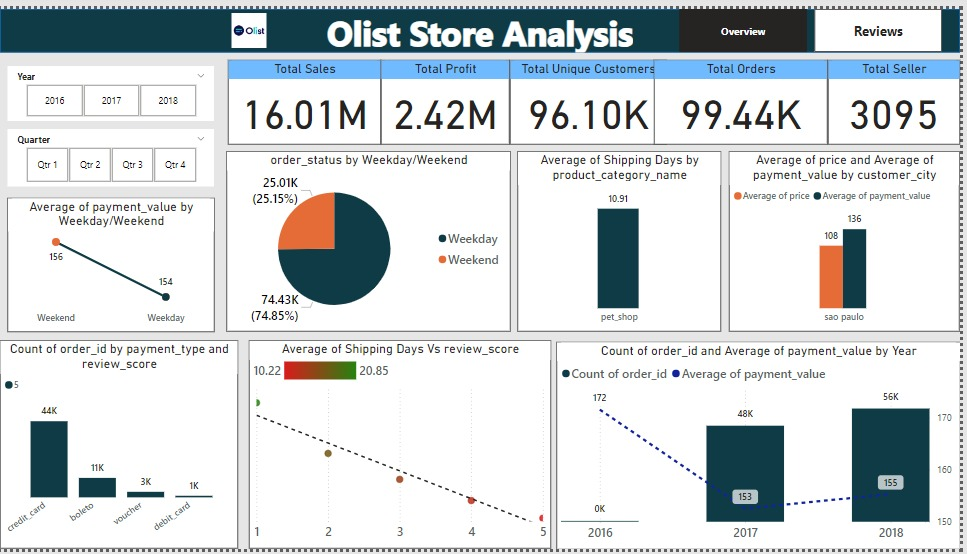 Olist
Olist Store Analysis
Overview
Reviews
Year
2016
2017
2018
Quarter
Qtr 1
Qtr 2
Qtr 3
Qtr 4
Total Sales
16.01M
Total Profit
2.42M
Total Unique Customers
96.10K
Total Orders
99.44K
Total Seller
3095
Average of payment_value by
Weekday/Weekend
156
154
Weekend
Weekday
order_status by Weekday/Weekend
25.01K
(25.15%)
74.43K
(74.85%)
Weekday
Weekend
Average of Shipping Days by
product_category_name
10.91
pet_shop
Average of price and Average of
payment_value by customer_city
Average of price
Average of payment_value
108
136
sao paulo
Count of order_id by payment_type and
review_score
5
44K
11K
3K
1K
credit_card
boleto
voucher
debit_card
Average of Shipping Days Vs review_score
10.22
20.85
1
2
3
4
5
Count of order_id and Average of payment_value by Year
Count of order_id
Average of payment_value
172
48K
56K
170
160
153
155
0K
150
2016
2017
2018